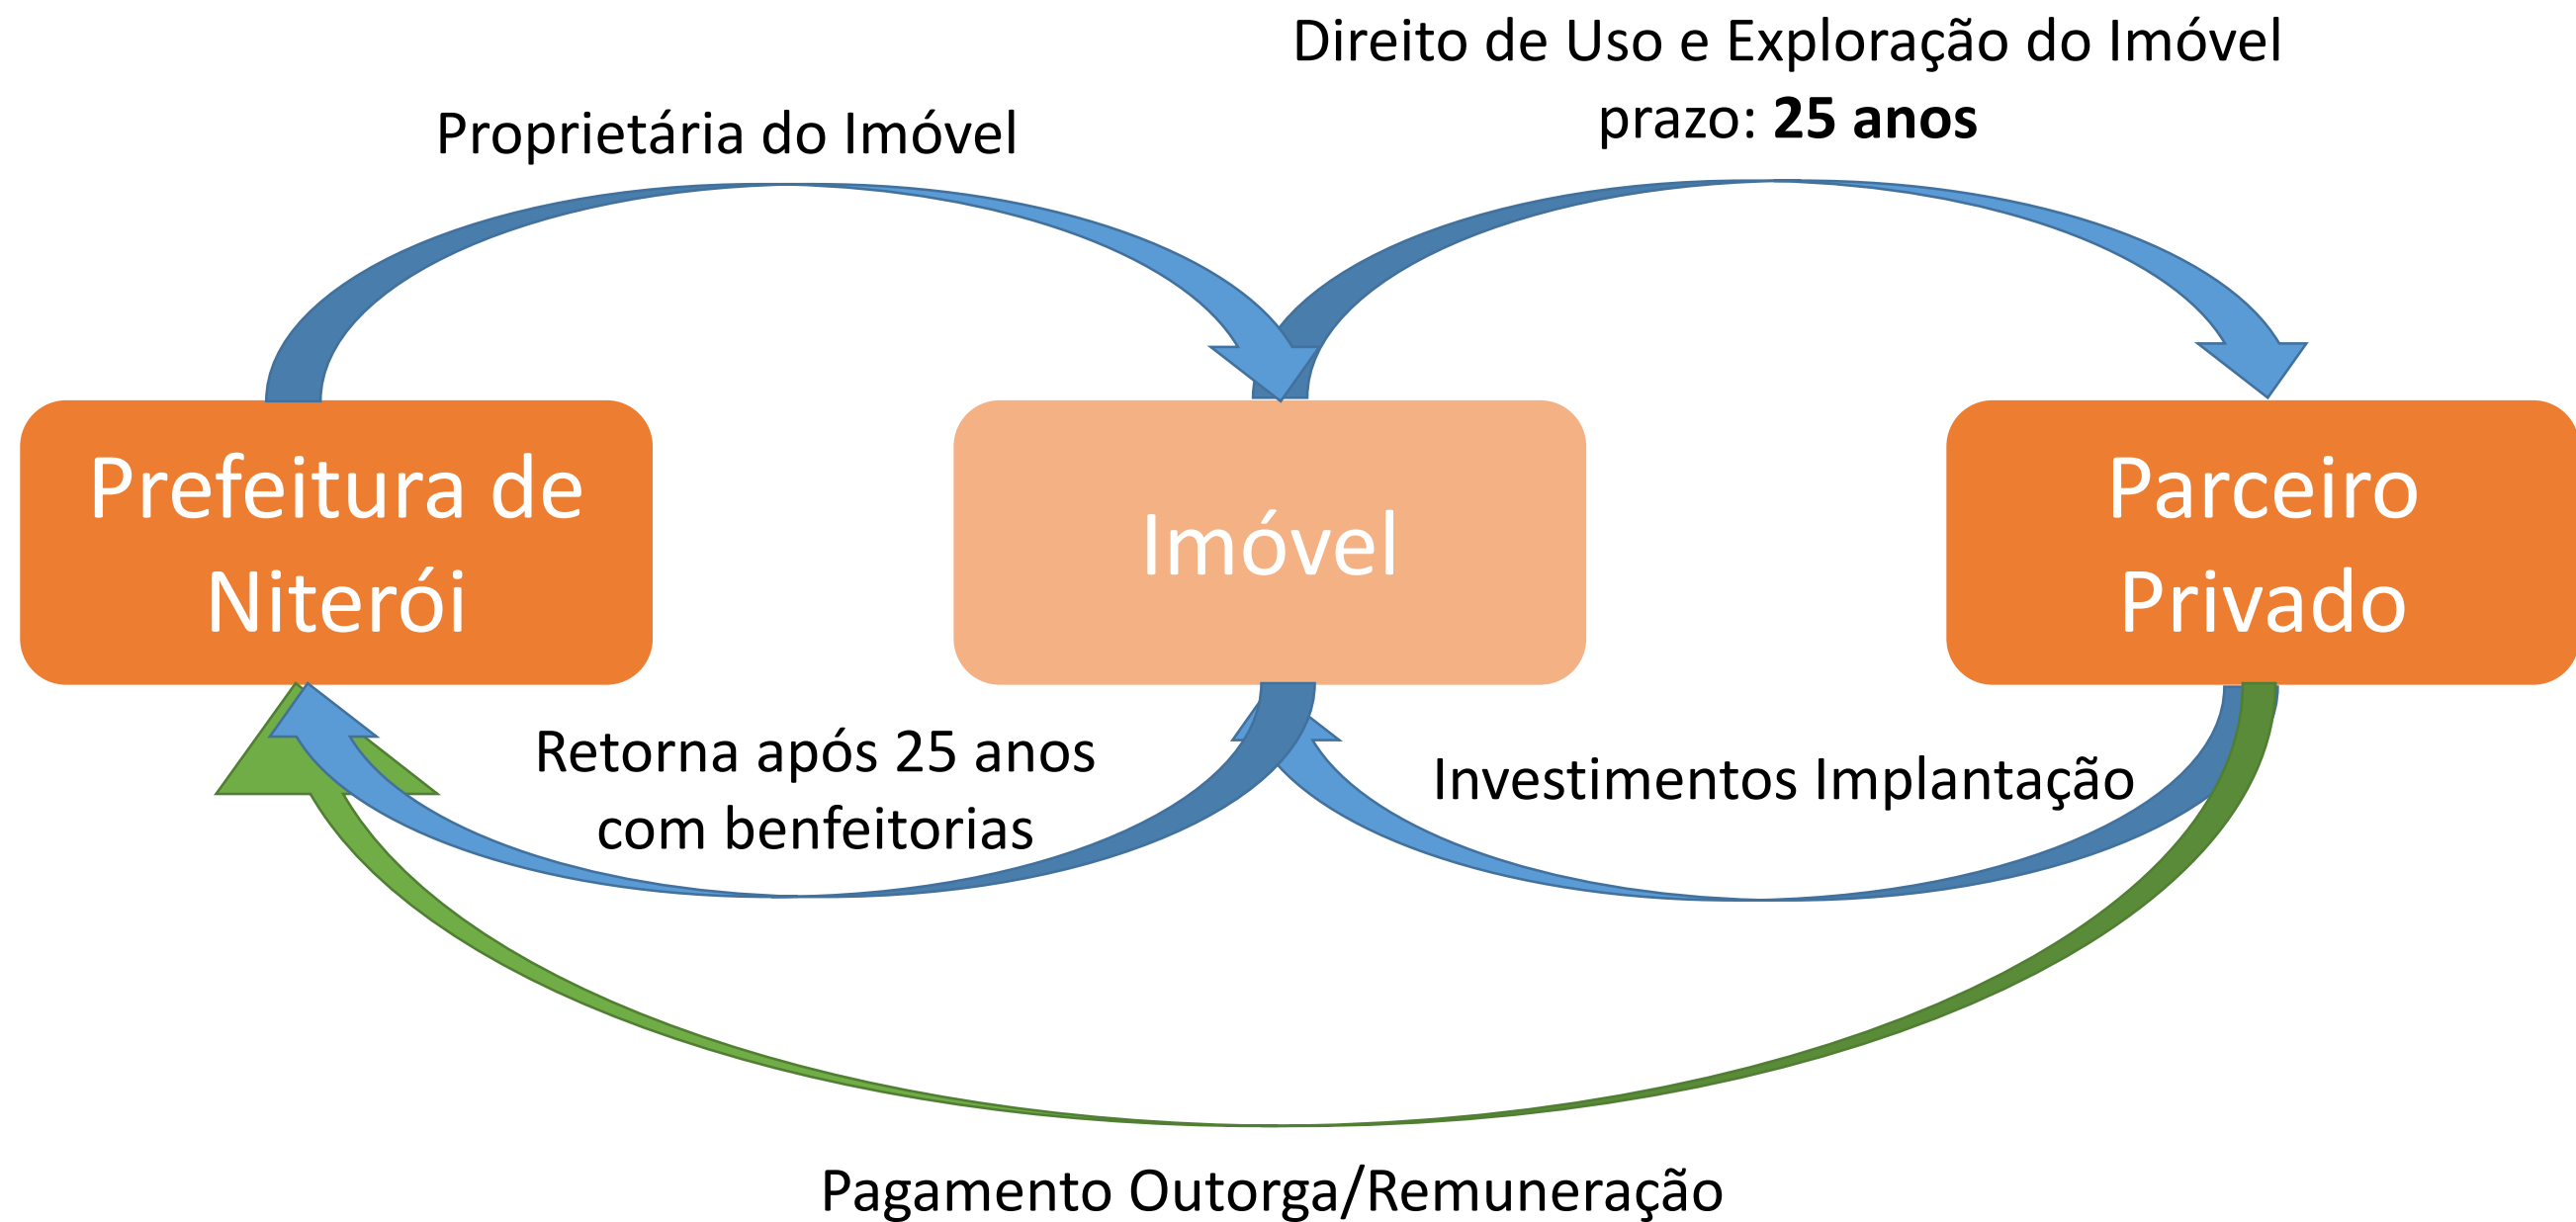 Direito de Uso e Exploração do Imóvel
prazo: 25 anos
Proprietária do Imóvel
Prefeitura de
Niterói
Imóvel
Parceiro
Privado
Retorna após 25 anos
com benfeitorias
Investimentos Implantação
Pagamento Outorga/Remuneração